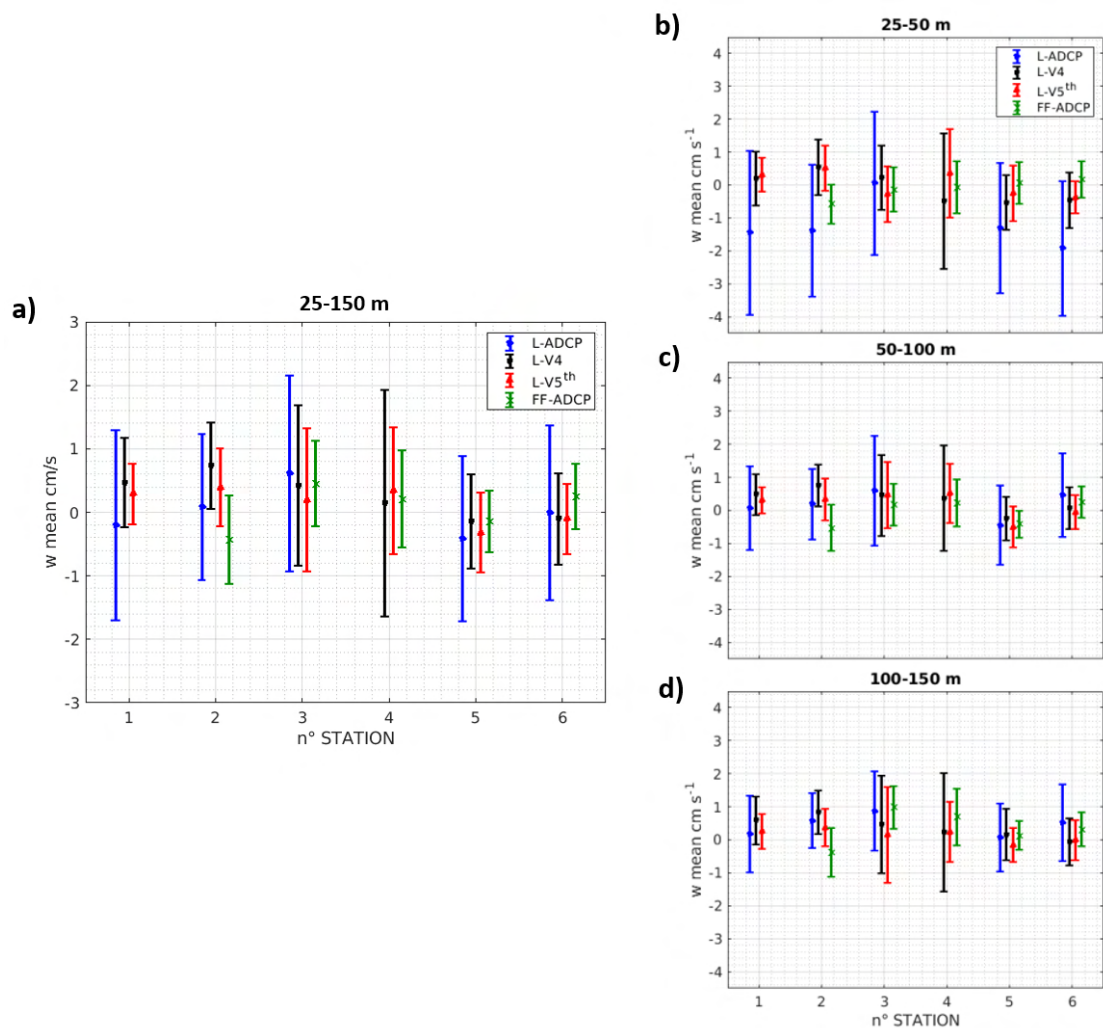 a)
25-150 m
w mean cm/s
3
2
1
0
-1
-2
-3
L-ADCP
L-V4
L-V5th
FF-ADCP
1 2 3 4 5 6
n° STATION
b)
25-50 m
w mean cm s-1
4
3
2
1
0
-1
-2
-3
-4
L-ADCP
L-V4
L-V5th
FF-ADCP
c)
50-100 m
w mean cm s-1
4
3
2
1
0
-1
-2
-3
-4
d)
100-150 m
w mean cm s-1
4
3
2
1
0
-1
-2
-3
-4
1 2 3 4 5 6
n° STATION